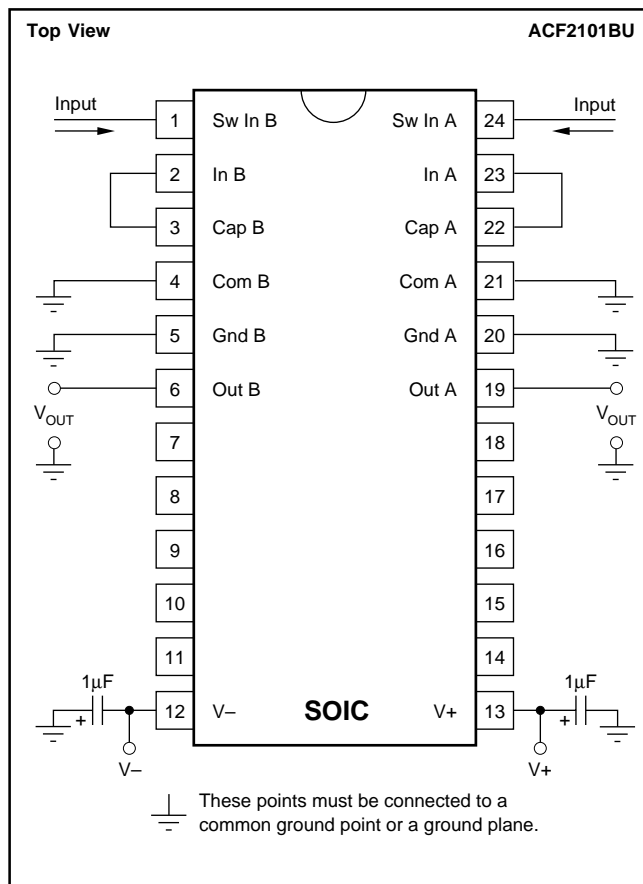 Top View ACF2101BU
Input Input
1 Sw In B Sw In A 24
2 In B In A 23
3 Cap B Cap A 22
4 Com B Com A 21
5 Gnd B Gnd A 20
6 Out B Out A 19
VOUT VOUT
7 18
8 17
9 16
10 15
11 14
1µF 1µF
+ 12 V– SOIC V+ 13 +
V– V+
These points must be connected to a
common ground point or a ground plane.